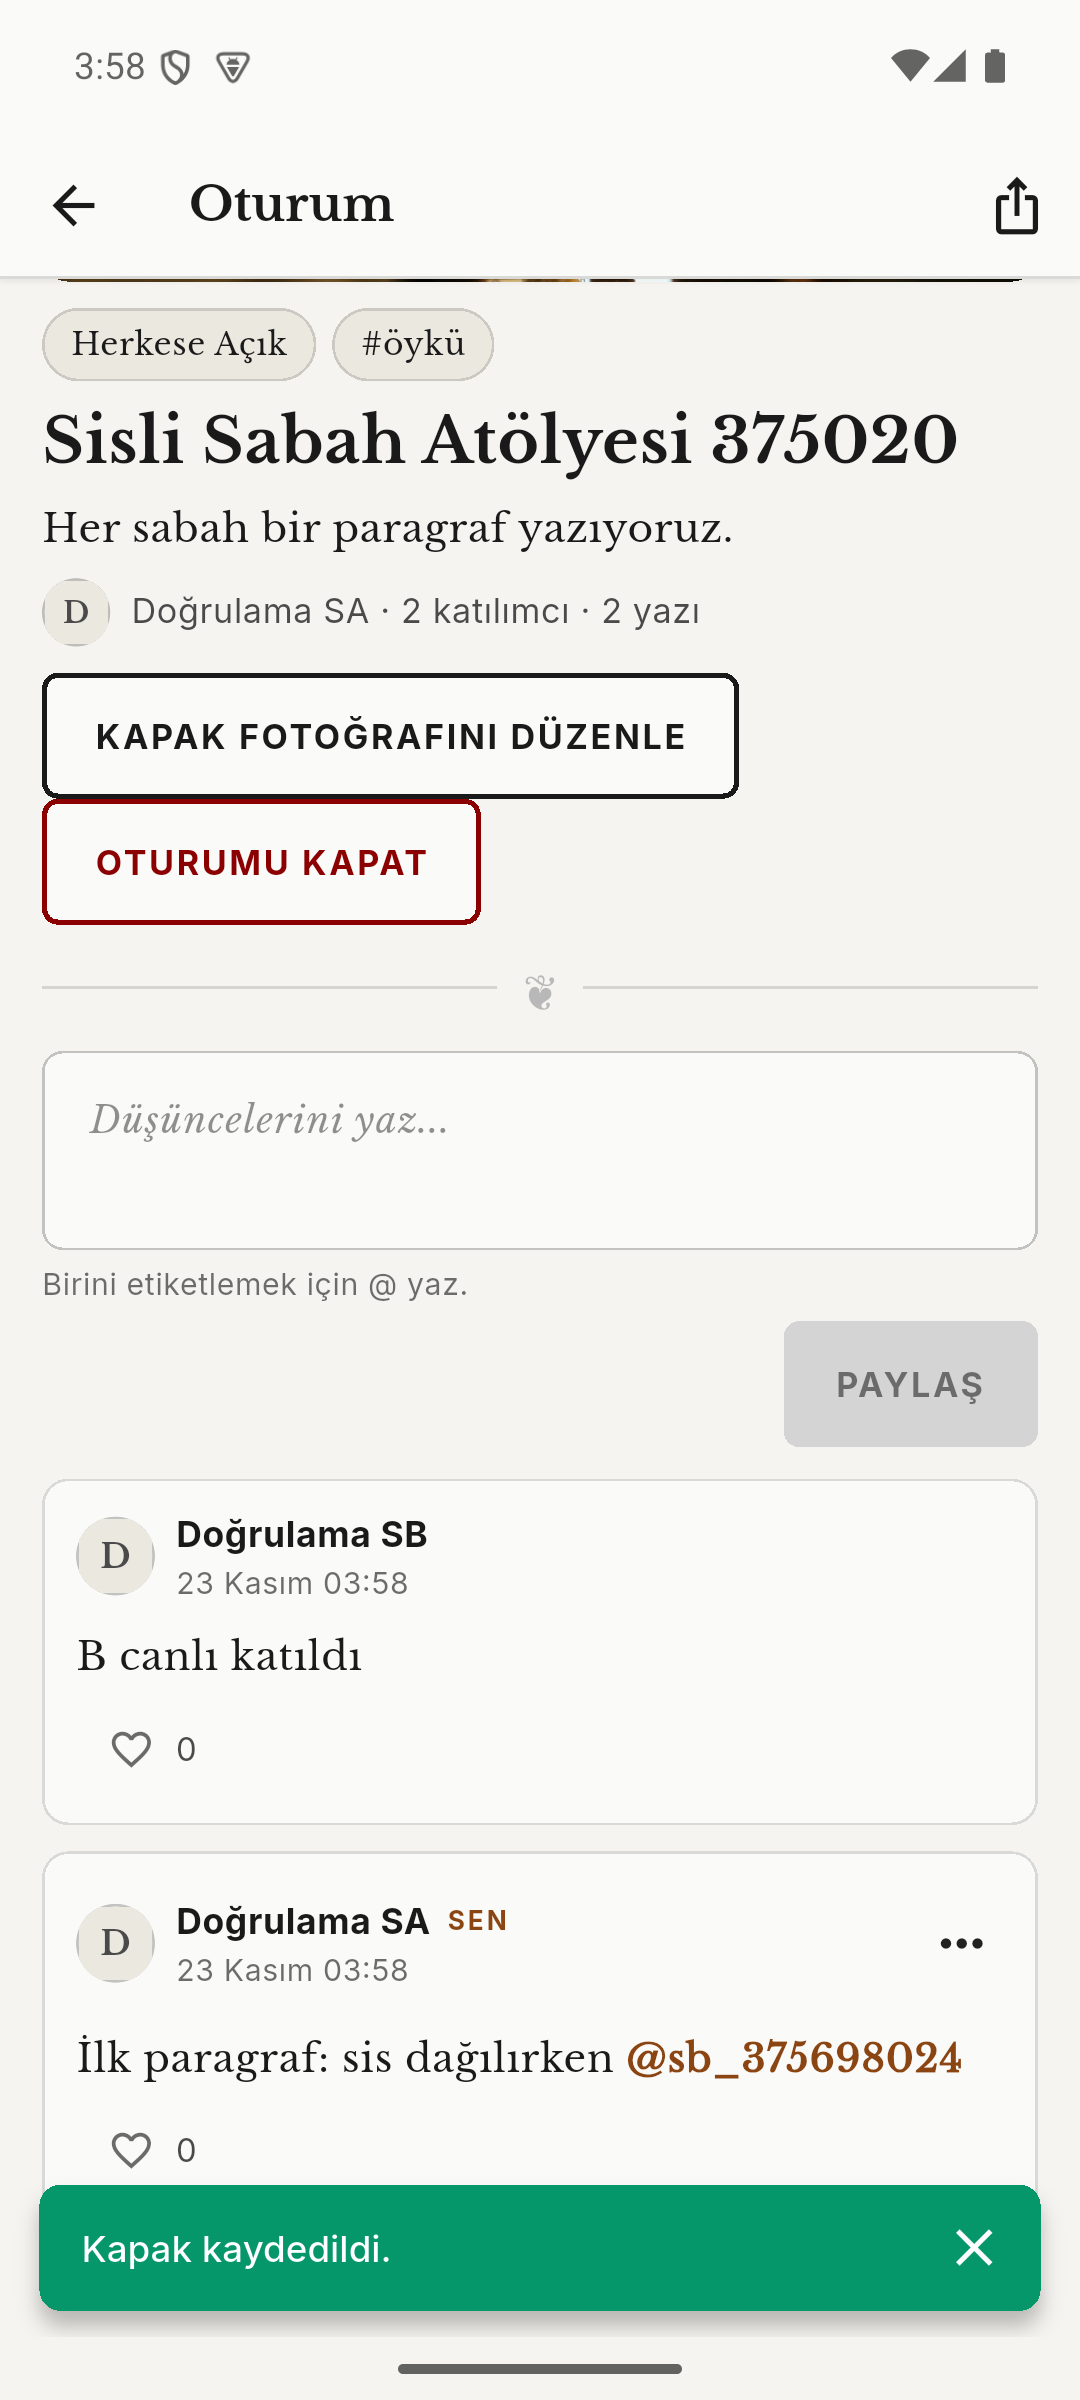 3:58
Oturum
Herkese Açık
#öykü
Sisli Sabah Atölyesi 375020
Her sabah bir paragraf yazıyoruz.
D
Doğrulama SA · 2 katılımcı · 2 yazı
KAPAK FOTOĞRAFINI DÜZENLE
OTURUMU KAPAT
Düşüncelerini yaz...
Birini etiketlemek için @ yaz.
PAYLAŞ
D
Doğrulama SB
23 Kasım 03:58
B canlı katıldı
0
D
Doğrulama SA SEN
23 Kasım 03:58
İlk paragraf: sis dağılırken @sb_375698024
0
Kapak kaydedildi.